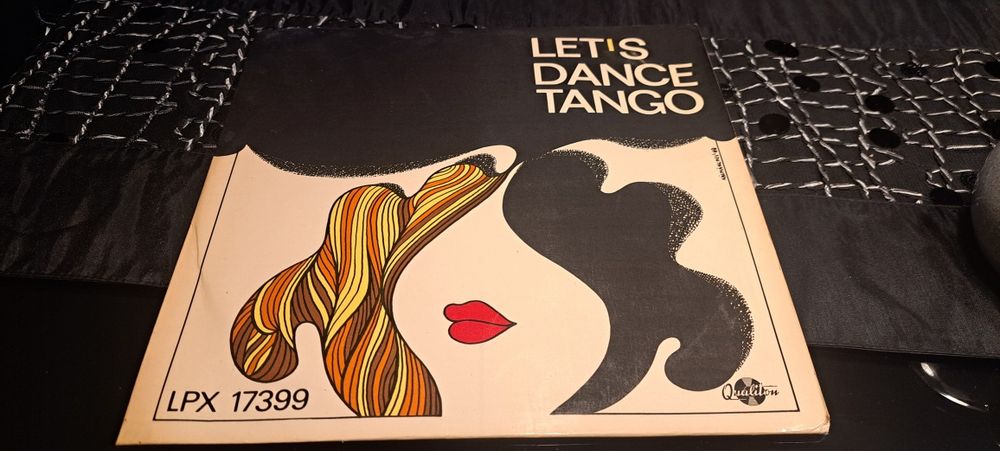 LET'S
DANCE
TANGO
LPX 17399
Qualiton